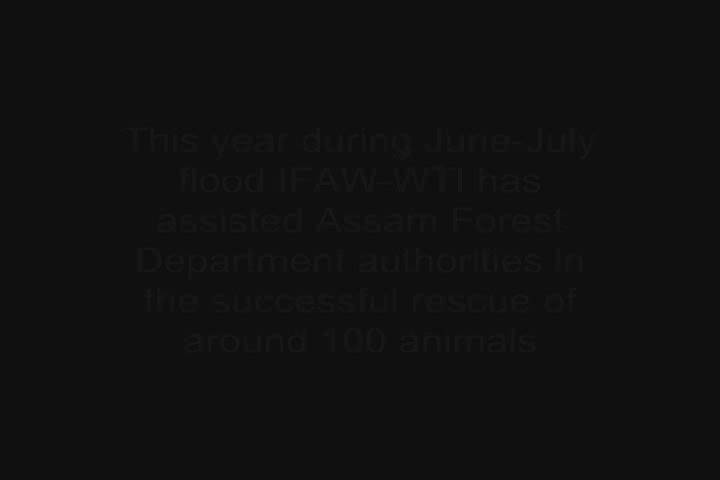 This year during June-July
flood IFAW-WTI has
assisted Assam Forest
Department authorities in
the successful rescue of
around 100 animals